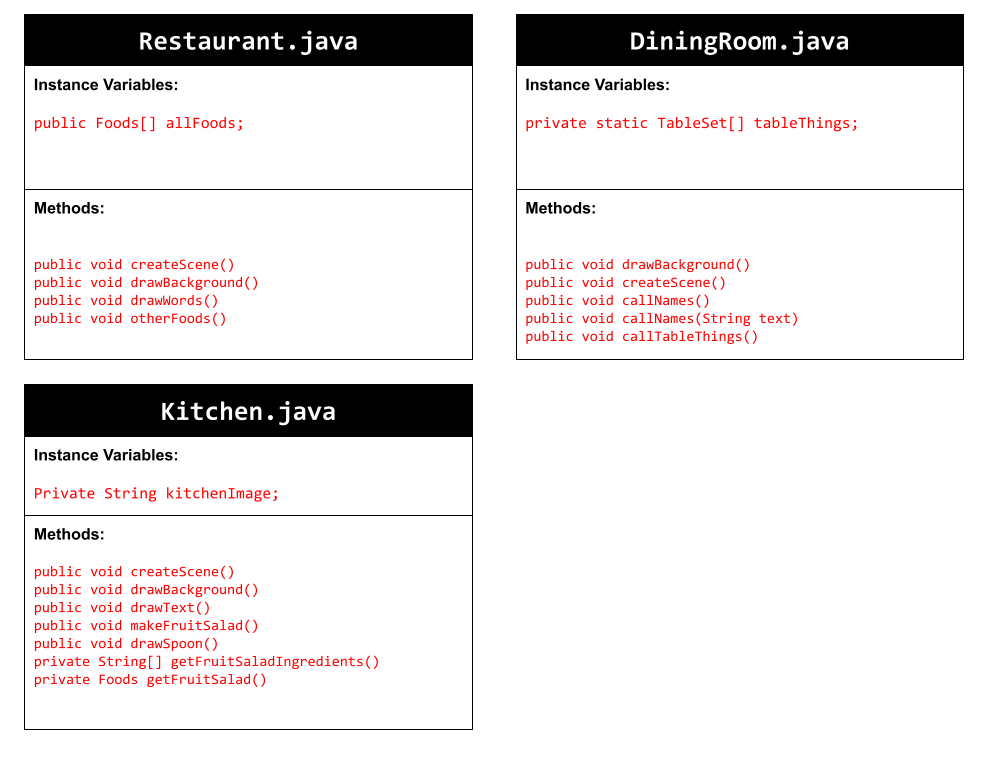 Restaurant.java
Instance Variables:
public Foods[] allFoods;
Methods:
public void createScene()
public void drawBackground()
public void drawWords()
public void otherFoods()
DiningRoom.java
Instance Variables:
private static TableSet[] tableThings;
Methods:
public void drawBackground()
public void createScene()
public void callNames()
public void callNames(String text)
public void callTableThings()
Kitchen.java
Instance Variables:
Private String kitchenImage;
Methods:
public void createScene()
public void drawBackground()
public void drawText()
public void makeFruitSalad()
public void drawSpoon()
private String[] getFruitSaladIngredients()
private Foods getFruitSalad()